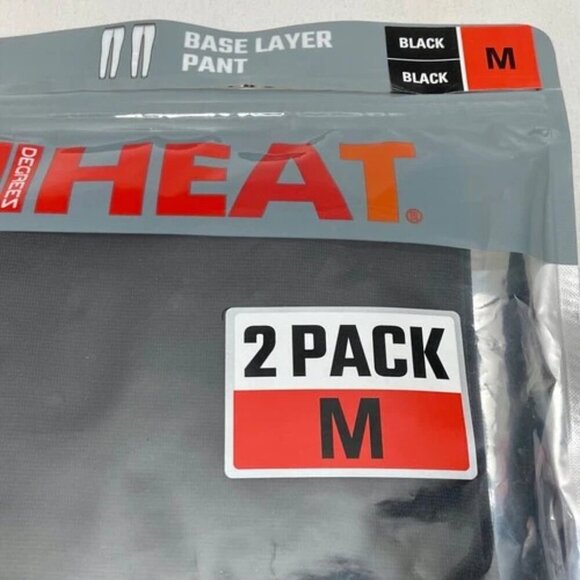 BASE LAYER
PANT
BLACK
BLACK
M
DEGREES
HEAT®
2 PACK
M